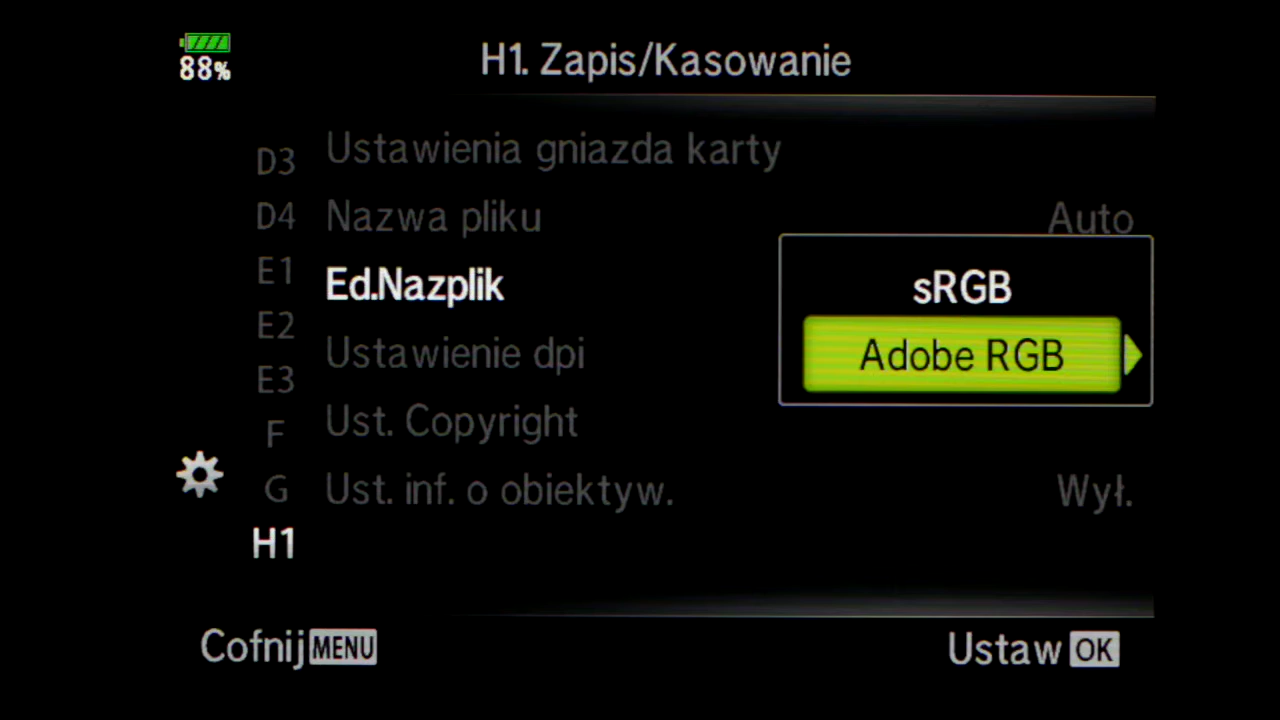 88%
H1. Zapis/Kasowanie
D3
Ustawienia gniazda karty
D4
Nazwa pliku
Auto
E1
Ed.Nazplik
sRGB
E2
Ustawienie dpi
Adobe RGB
E3
Ust. Copyright
F
G
Ust. inf. o obiektyw.
Wył.
H1
Cofnij MENU
Ustaw OK